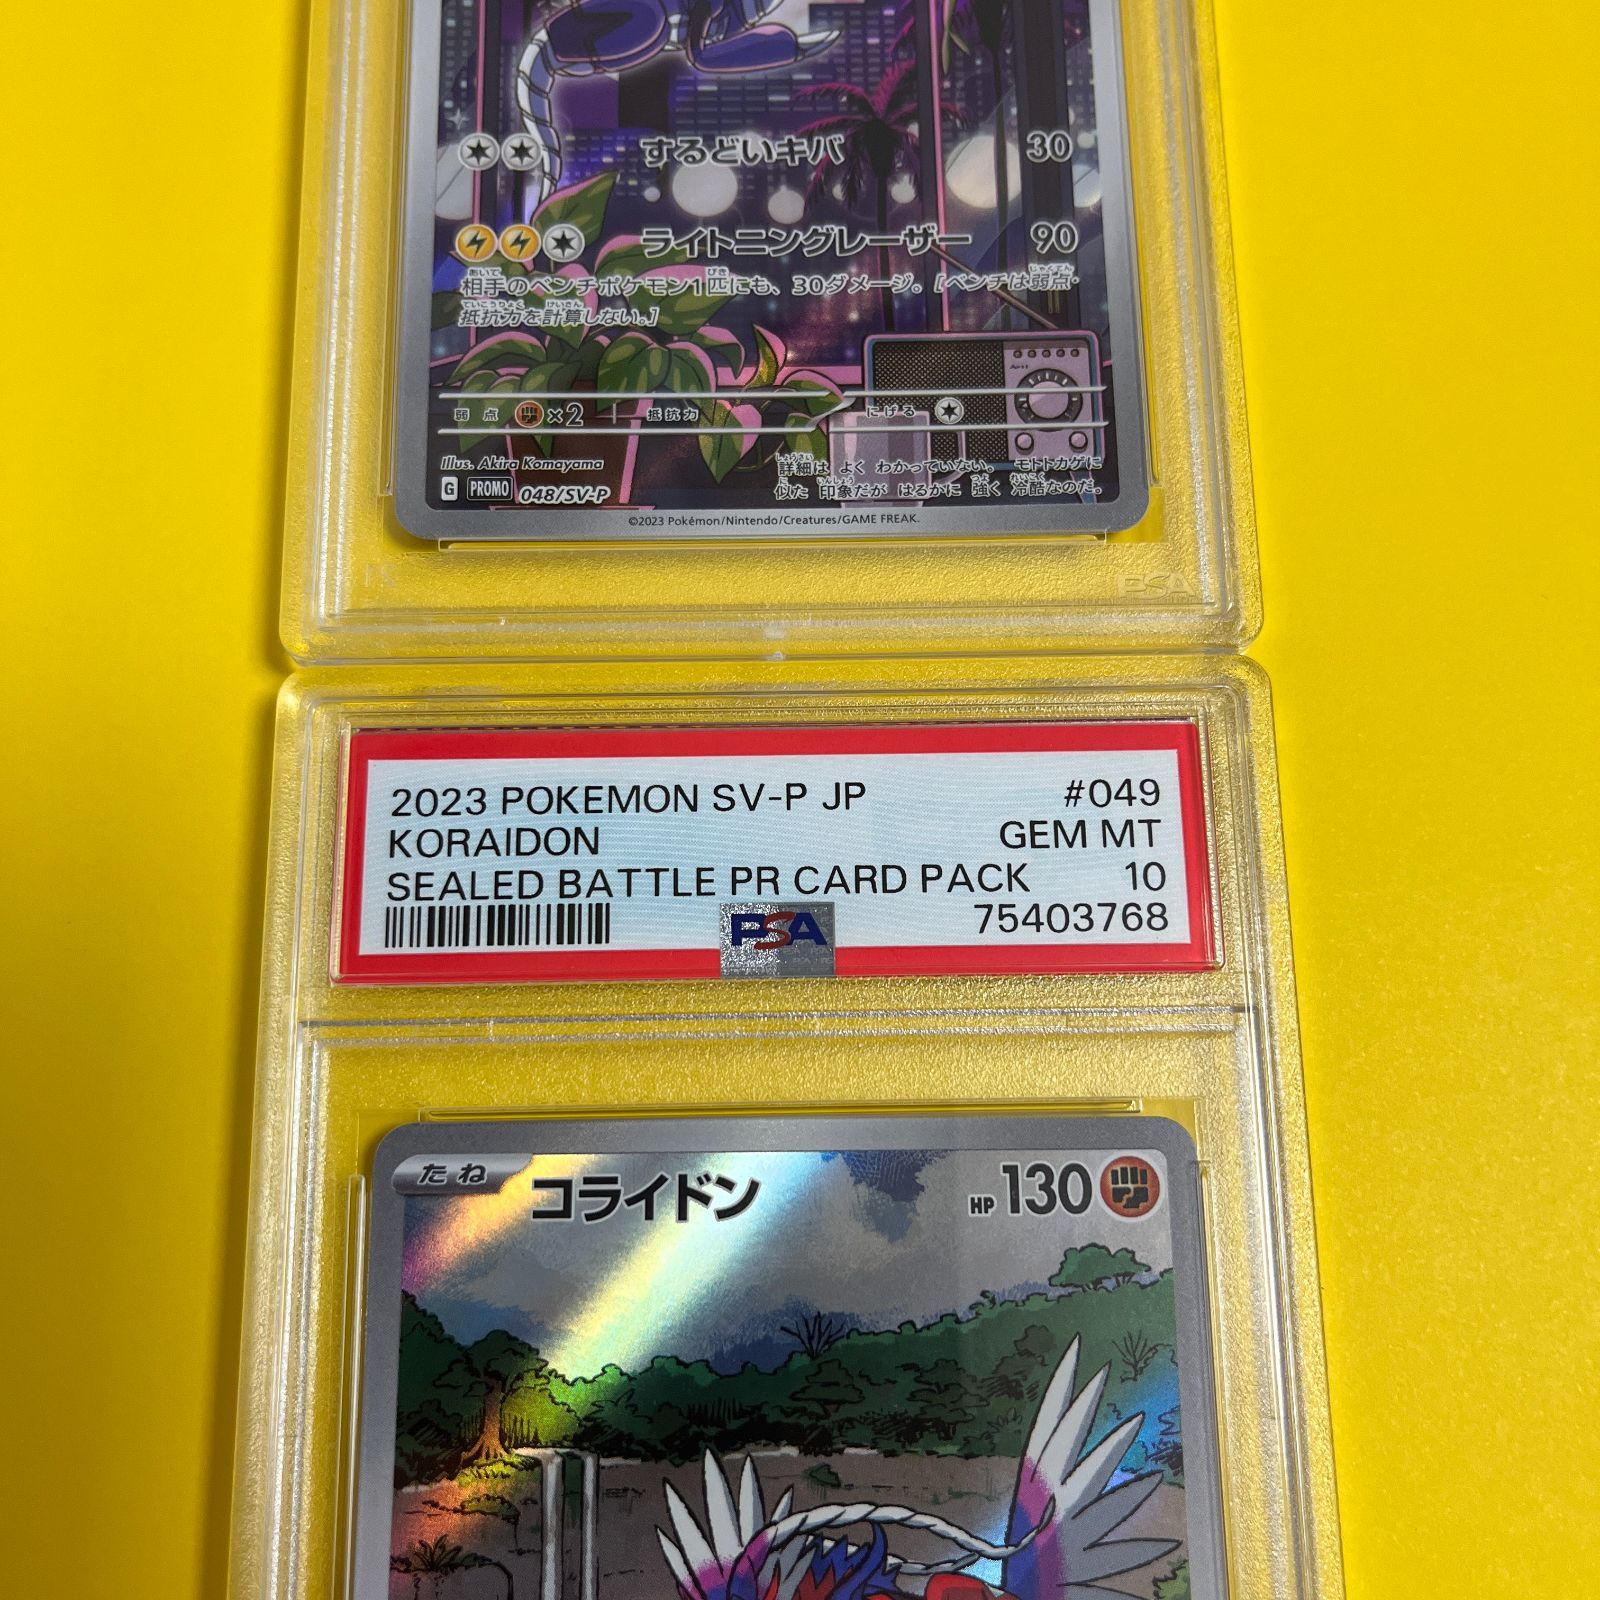 するどいキバ 30
ライトニングレーザー 90
相手のベンチポケモン1匹にも、30ダメージ。[ベンチは弱点・
抵抗力を計算しない。]
弱点 ×2 抵抗力 にげる
Illus. Akira Komayama
詳細は よく わかっていない。 モトトカゲに
似た 印象だが はるかに 強く 冷酷なのだ。
G PROMO 048/SV-P
©2023 Pokémon/Nintendo/Creatures/GAME FREAK.
PSA
2023 POKEMON SV-P JP #049
KORAIDON GEM MT
SEALED BATTLE PR CARD PACK 10
75403768
PSA
たね コライドン HP 130